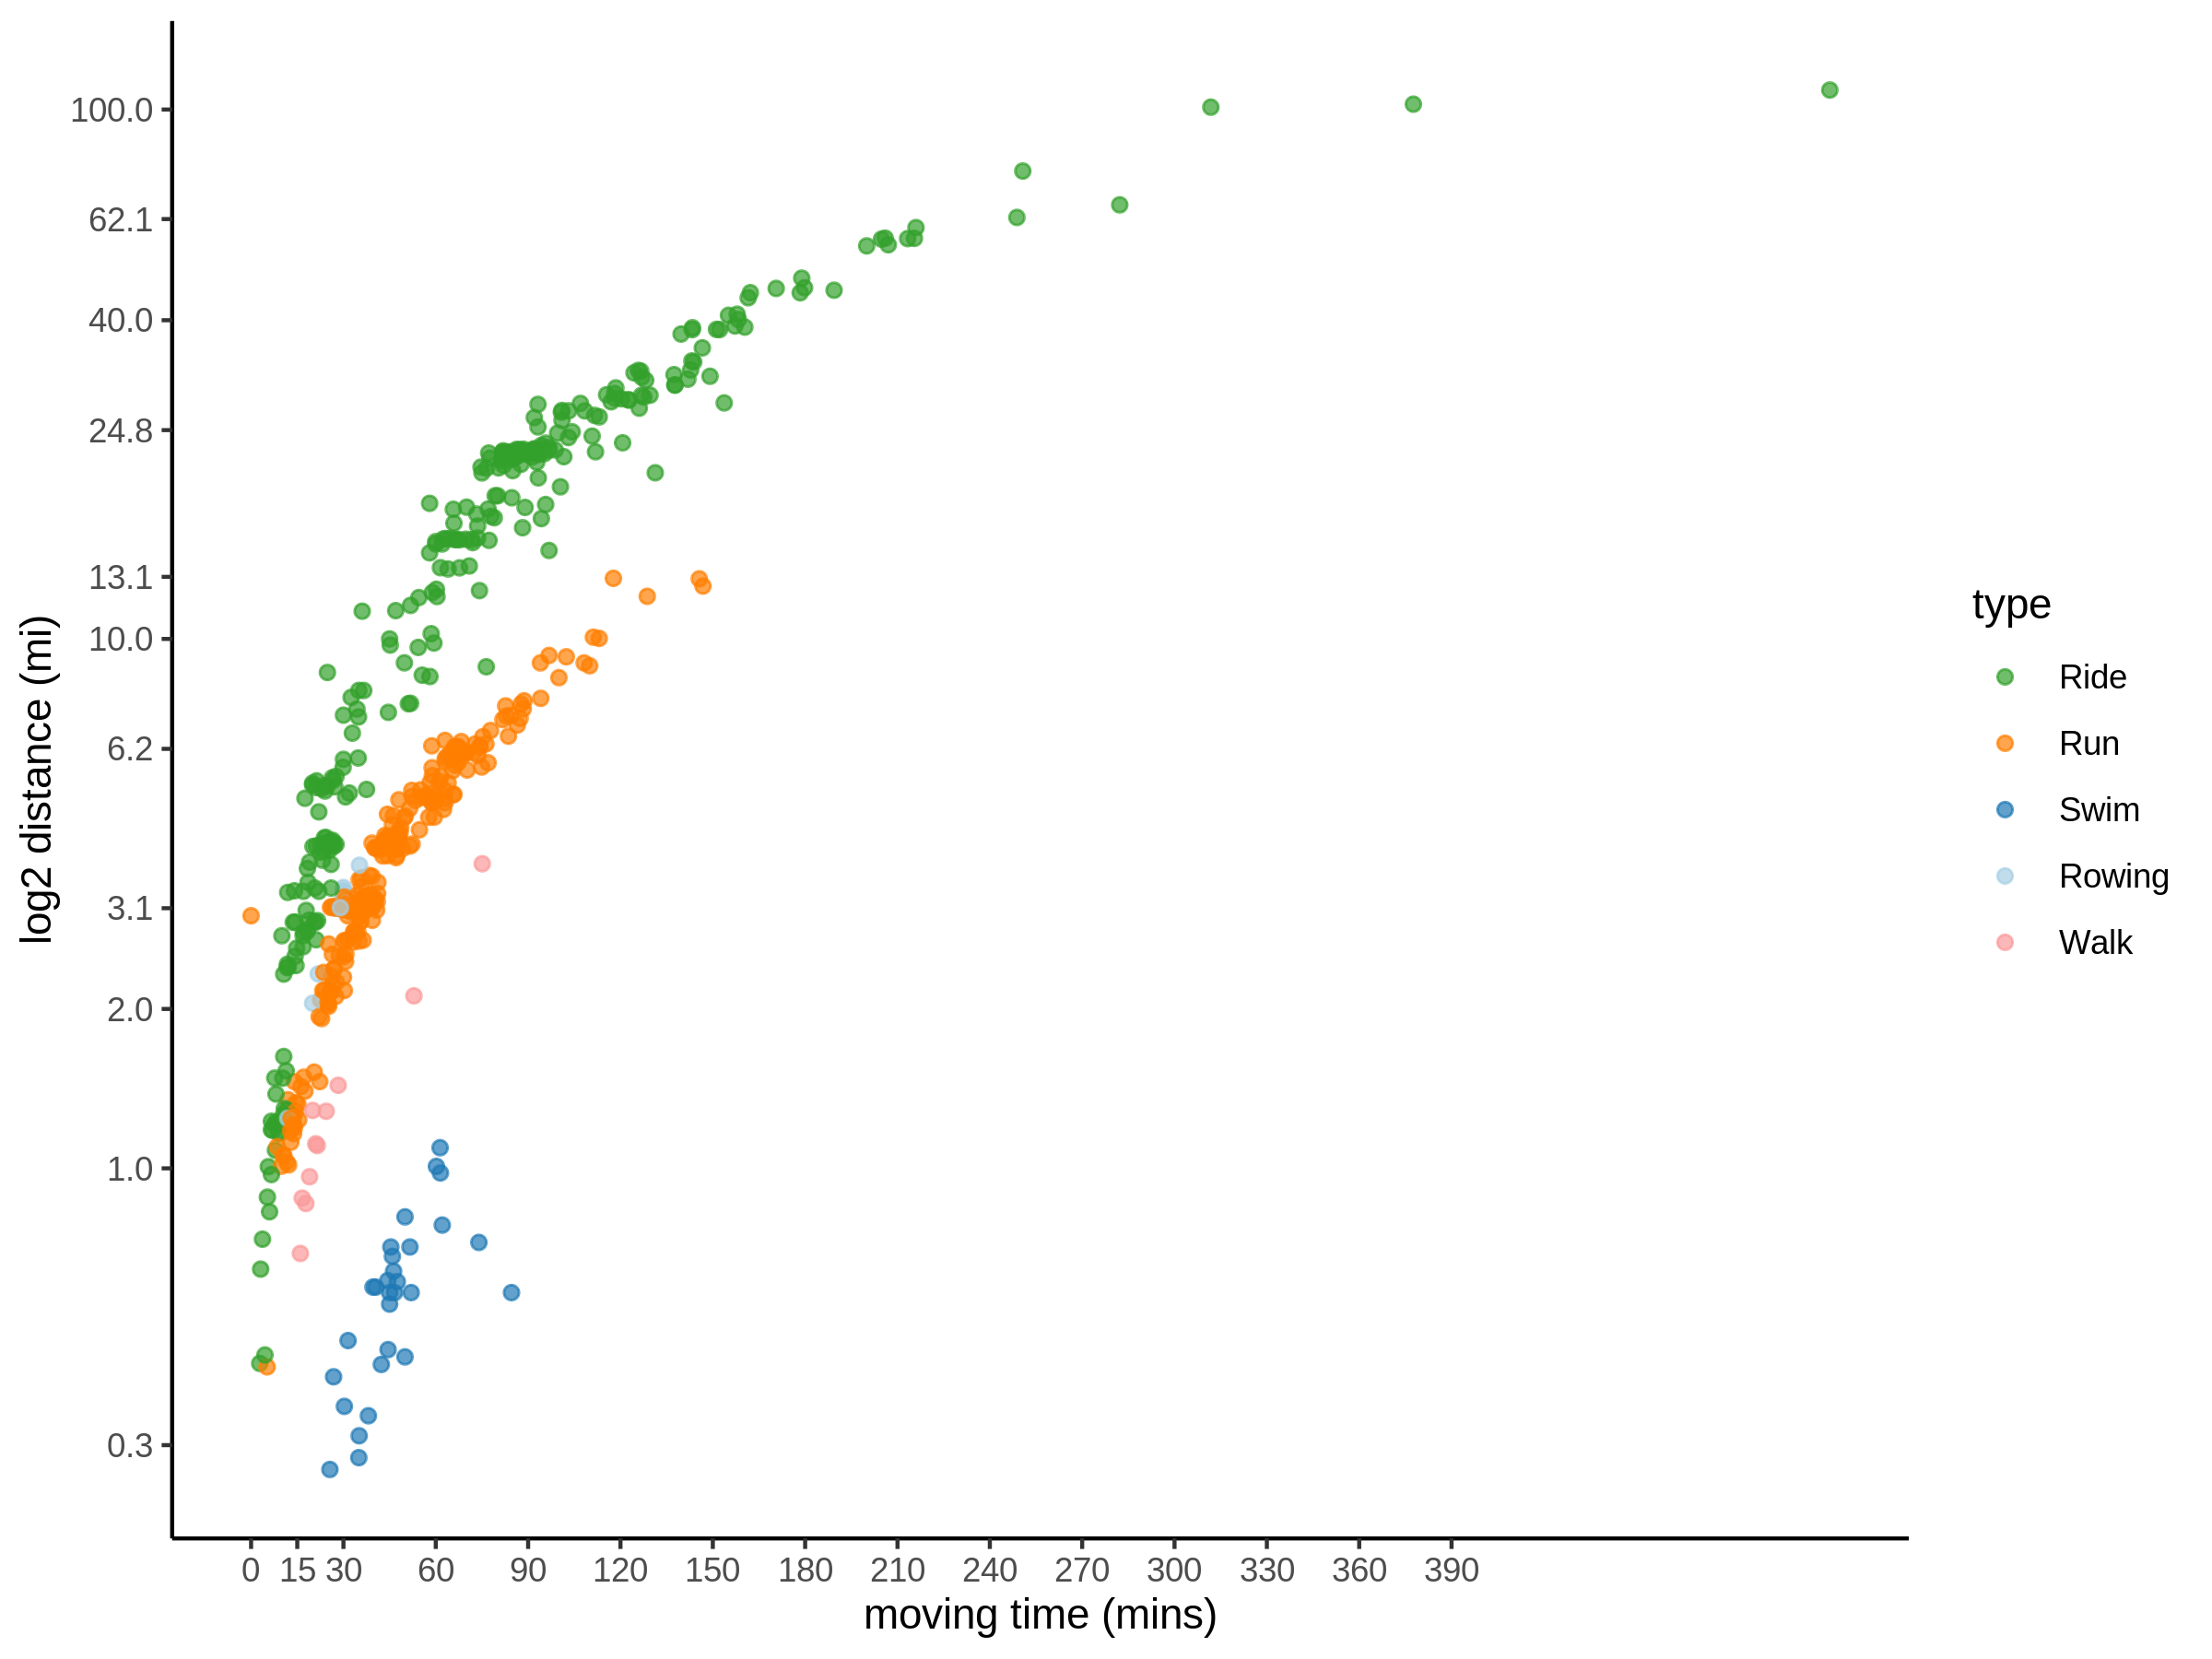 100.0
62.1
40.0
24.8
13.1
10.0
6.2
3.1
2.0
1.0
0.3
log2 distance (mi)
0 15 30 60 90 120 150 180 210 240 270 300 330 360 390
moving time (mins)
type
Ride
Run
Swim
Rowing
Walk